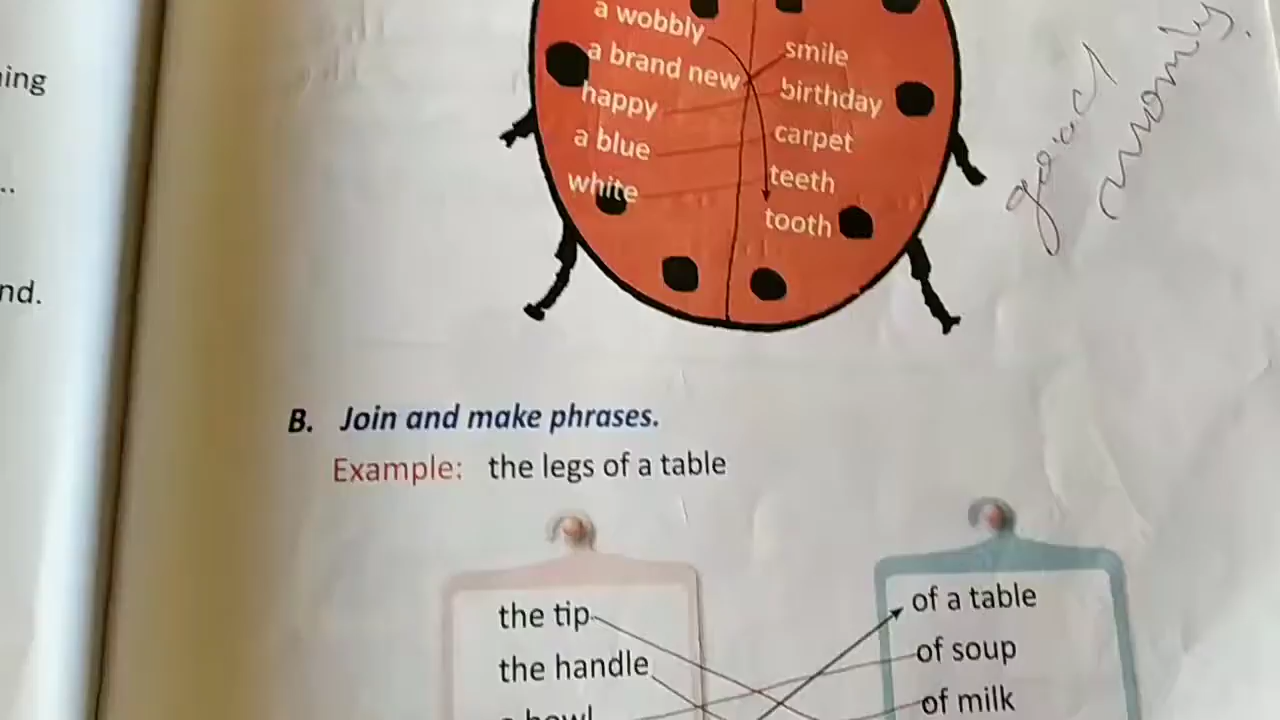 ing
..
nd.
a wobbly
a brand new
happy
a blue
white
smile
birthday
carpet
teeth
tooth
good
B. Join and make phrases.
Example: the legs of a table
the tip
the handle
a bowl
of a table
of soup
of milk